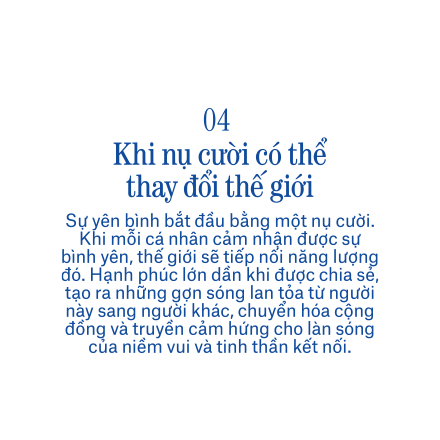 04
Khi nụ cười có thể
thay đổi thế giới
Sự yên bình bắt đầu bằng một nụ cười.
Khi mỗi cá nhân cảm nhận được sự
bình yên, thế giới sẽ tiếp nối năng lượng
đó. Hạnh phúc lớn dần khi được chia sẻ,
tạo ra những gợn sóng lan tỏa từ người
này sang người khác, chuyển hóa cộng
đồng và truyền cảm hứng cho làn sóng
của niềm vui và tinh thần kết nối.